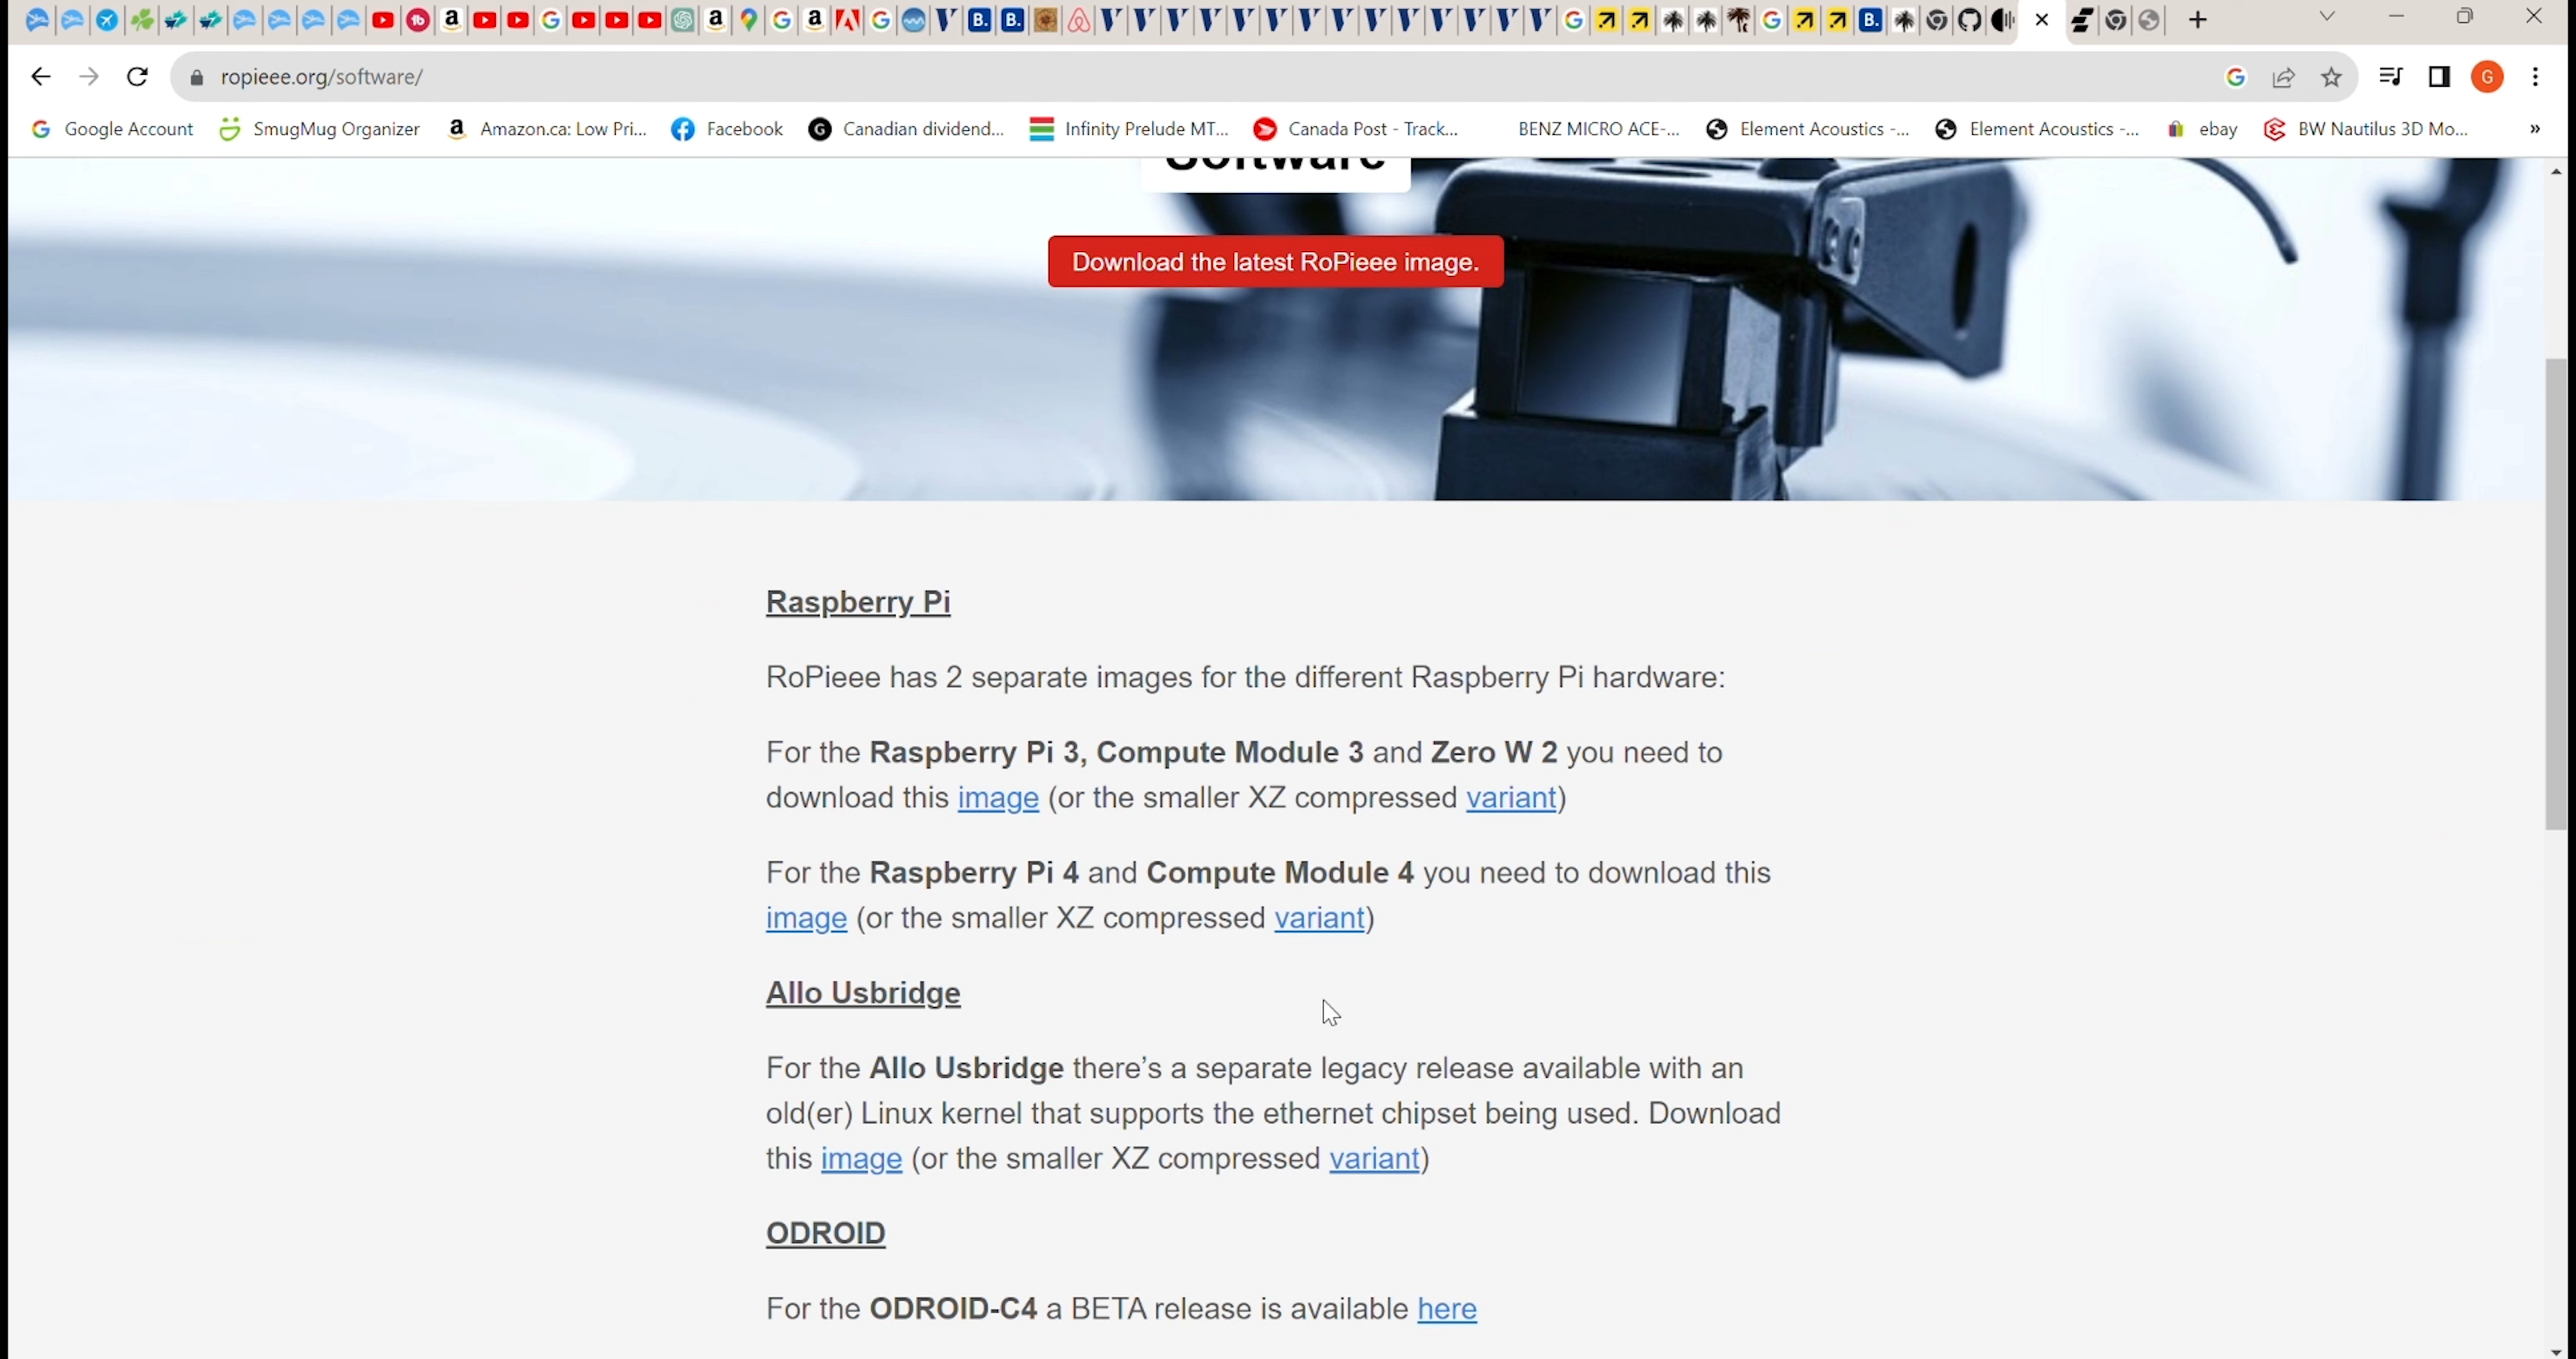 ropieee.org/software/
Google Account SmugMug Organizer Amazon.ca: Low Pri... Facebook Canadian dividend... Infinity Prelude MT... Canada Post - Track... BENZ MICRO ACE-... Element Acoustics -... Element Acoustics -... ebay BW Nautilus 3D Mo... »
Software
Download the latest RoPieee image.
Raspberry Pi
RoPieee has 2 separate images for the different Raspberry Pi hardware:
For the Raspberry Pi 3, Compute Module 3 and Zero W 2 you need to
download this image (or the smaller XZ compressed variant)
For the Raspberry Pi 4 and Compute Module 4 you need to download this
image (or the smaller XZ compressed variant)
Allo Usbridge
For the Allo Usbridge there’s a separate legacy release available with an
old(er) Linux kernel that supports the ethernet chipset being used. Download
this image (or the smaller XZ compressed variant)
ODROID
For the ODROID-C4 a BETA release is available here